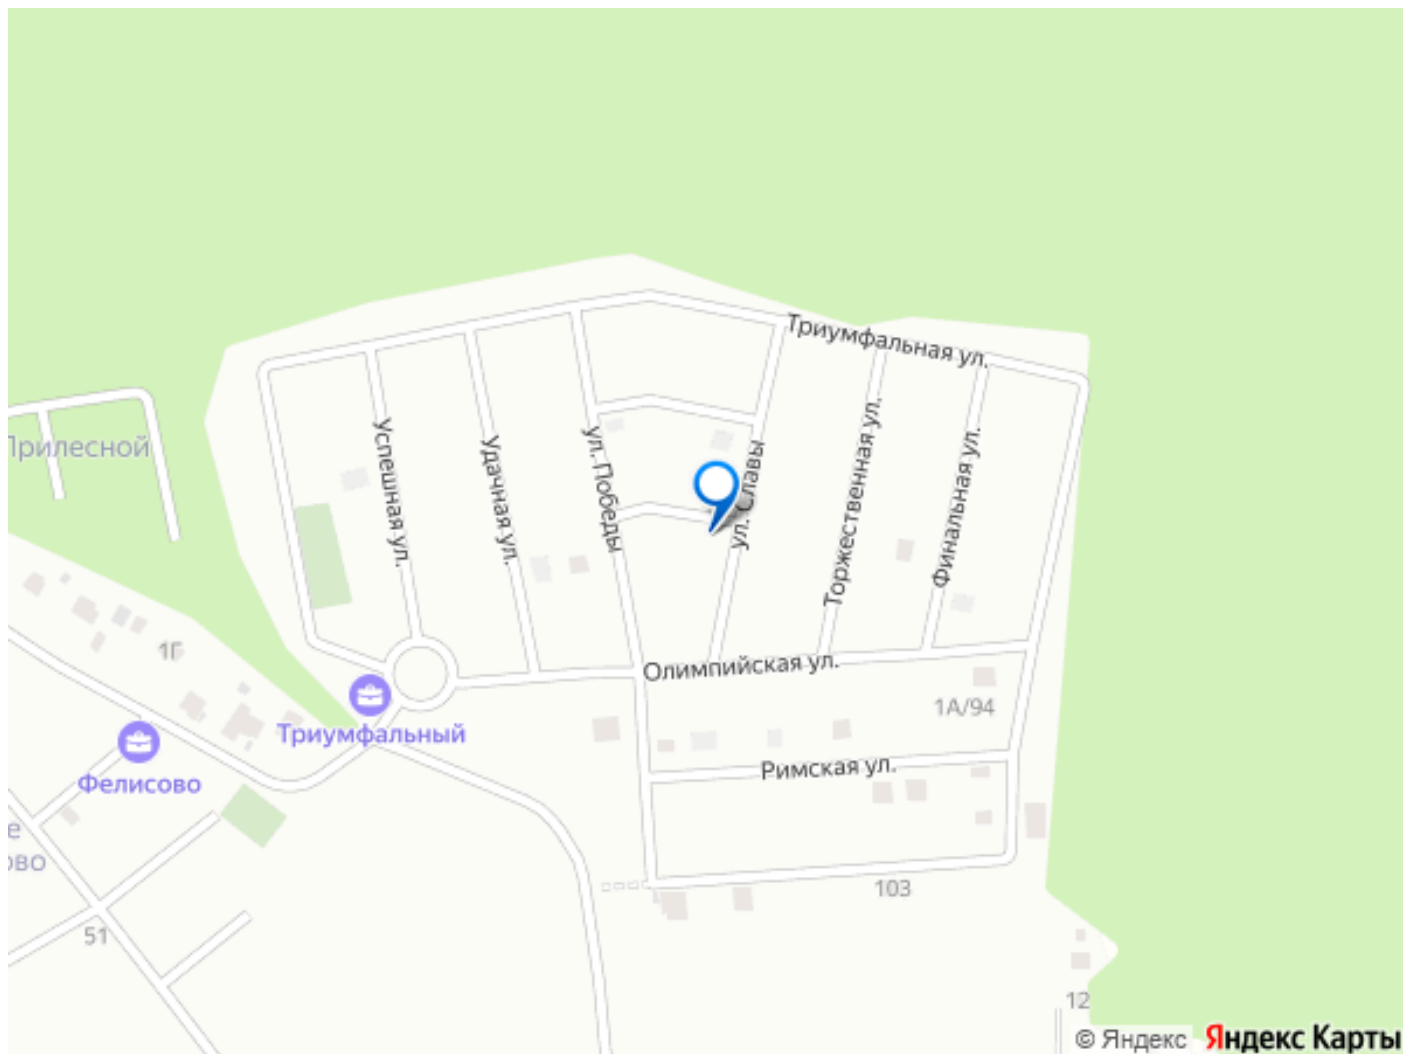 Триумфальная ул.
Прилесной
Успешная ул.
Удачная ул.
ул. Победы
ул. Славы
Торжественная ул.
Финальная ул.
1Г
Олимпийская ул.
1А/94
Триумфальный
Фелисово
Римская ул.
е
ово
103
51
12
© Яндекс Яндекс Карты